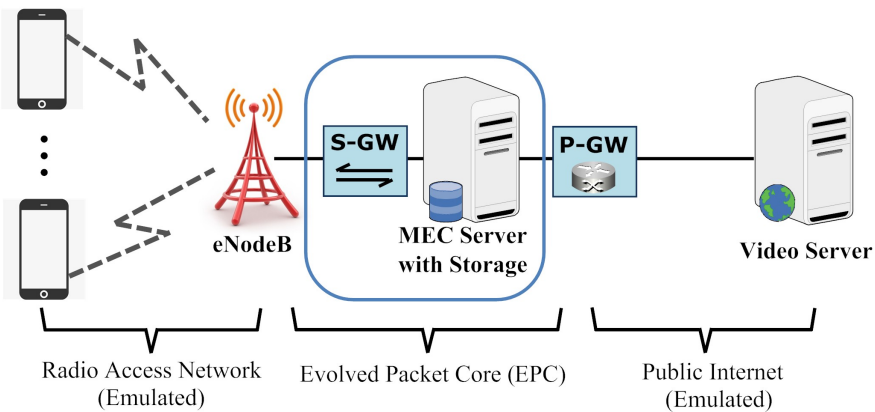 S-GW
P-GW
eNodeB
MEC Server
with Storage
Video Server
Radio Access Network
(Emulated)
Evolved Packet Core (EPC)
Public Internet
(Emulated)